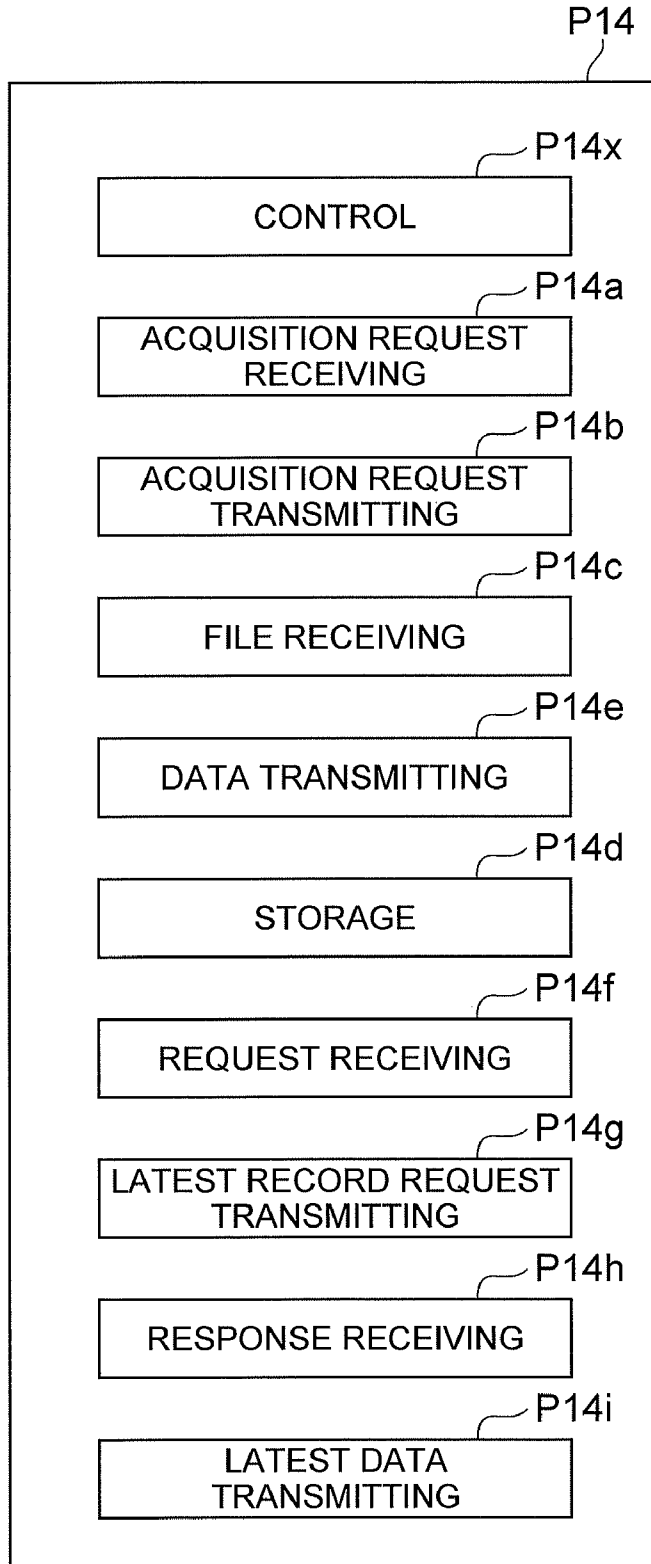 P14
P14x
CONTROL
P14a
ACQUISITION REQUEST
RECEIVING
P14b
ACQUISITION REQUEST
TRANSMITTING
P14c
FILE RECEIVING
P14e
DATA TRANSMITTING
P14d
STORAGE
P14f
REQUEST RECEIVING
P14g
LATEST RECORD REQUEST
TRANSMITTING
P14h
RESPONSE RECEIVING
P14i
LATEST DATA
TRANSMITTING